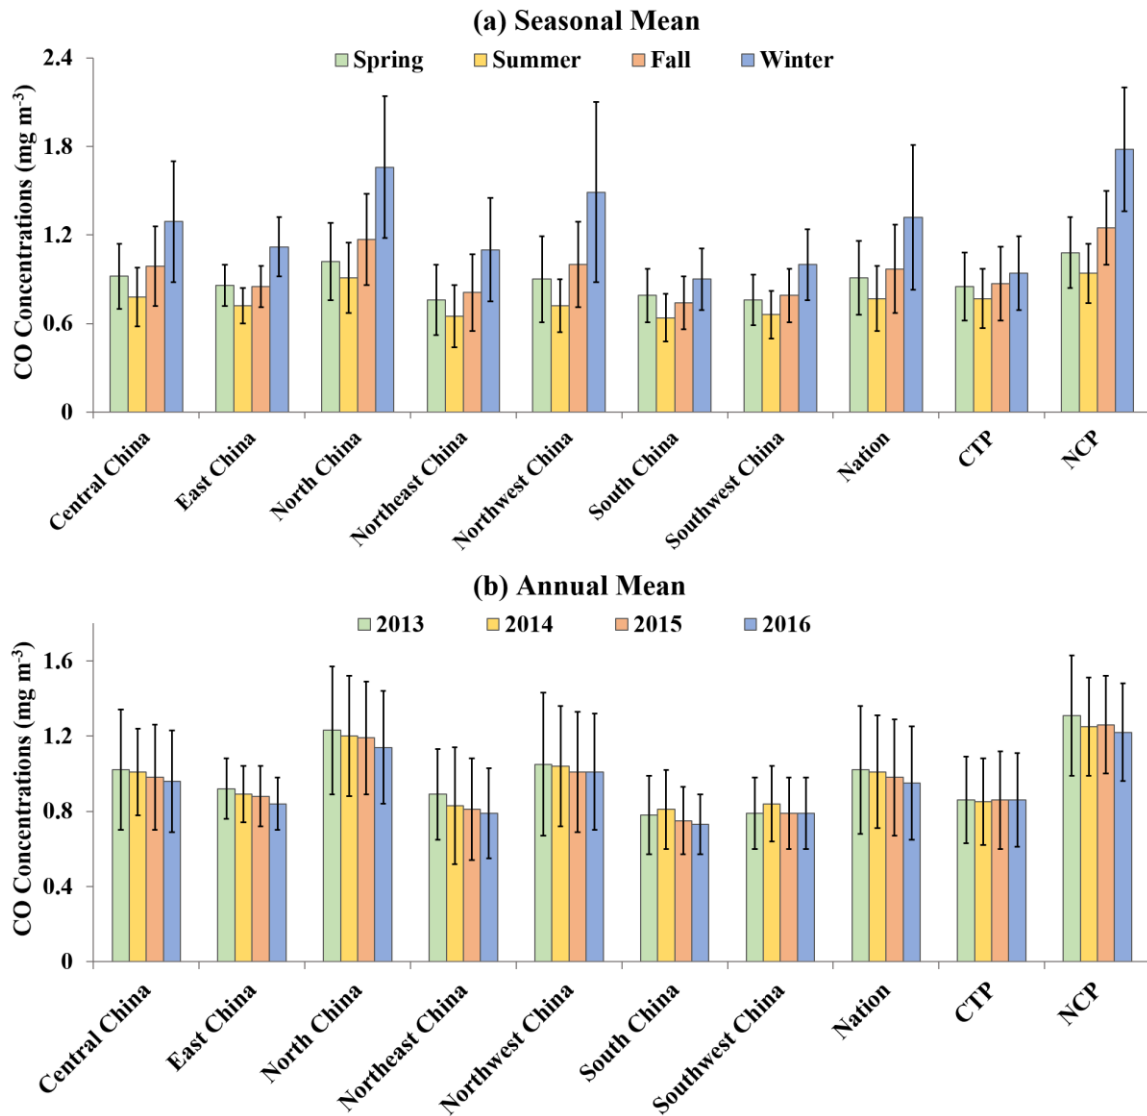 (a) Seasonal Mean
Spring Summer Fall Winter
CO Concentrations (mg m⁻³)
2.4
1.8
1.2
0.6
0
Central China
East China
North China
Northeast China
Northwest China
South China
Southwest China
Nation
CTP
NCP
(b) Annual Mean
2013 2014 2015 2016
CO Concentrations (mg m⁻³)
1.6
1.2
0.8
0.4
0
Central China
East China
North China
Northeast China
Northwest China
South China
Southwest China
Nation
CTP
NCP